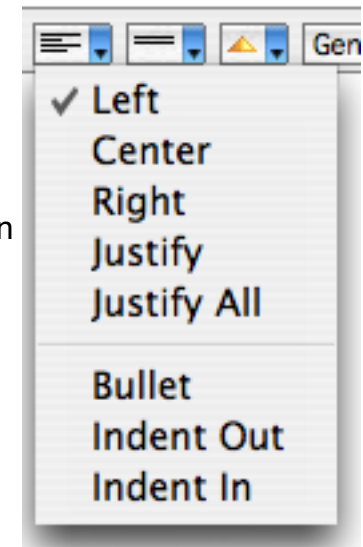 Gen
✓ Left
Center
n
Right
Justify
Justify All
Bullet
Indent Out
Indent In